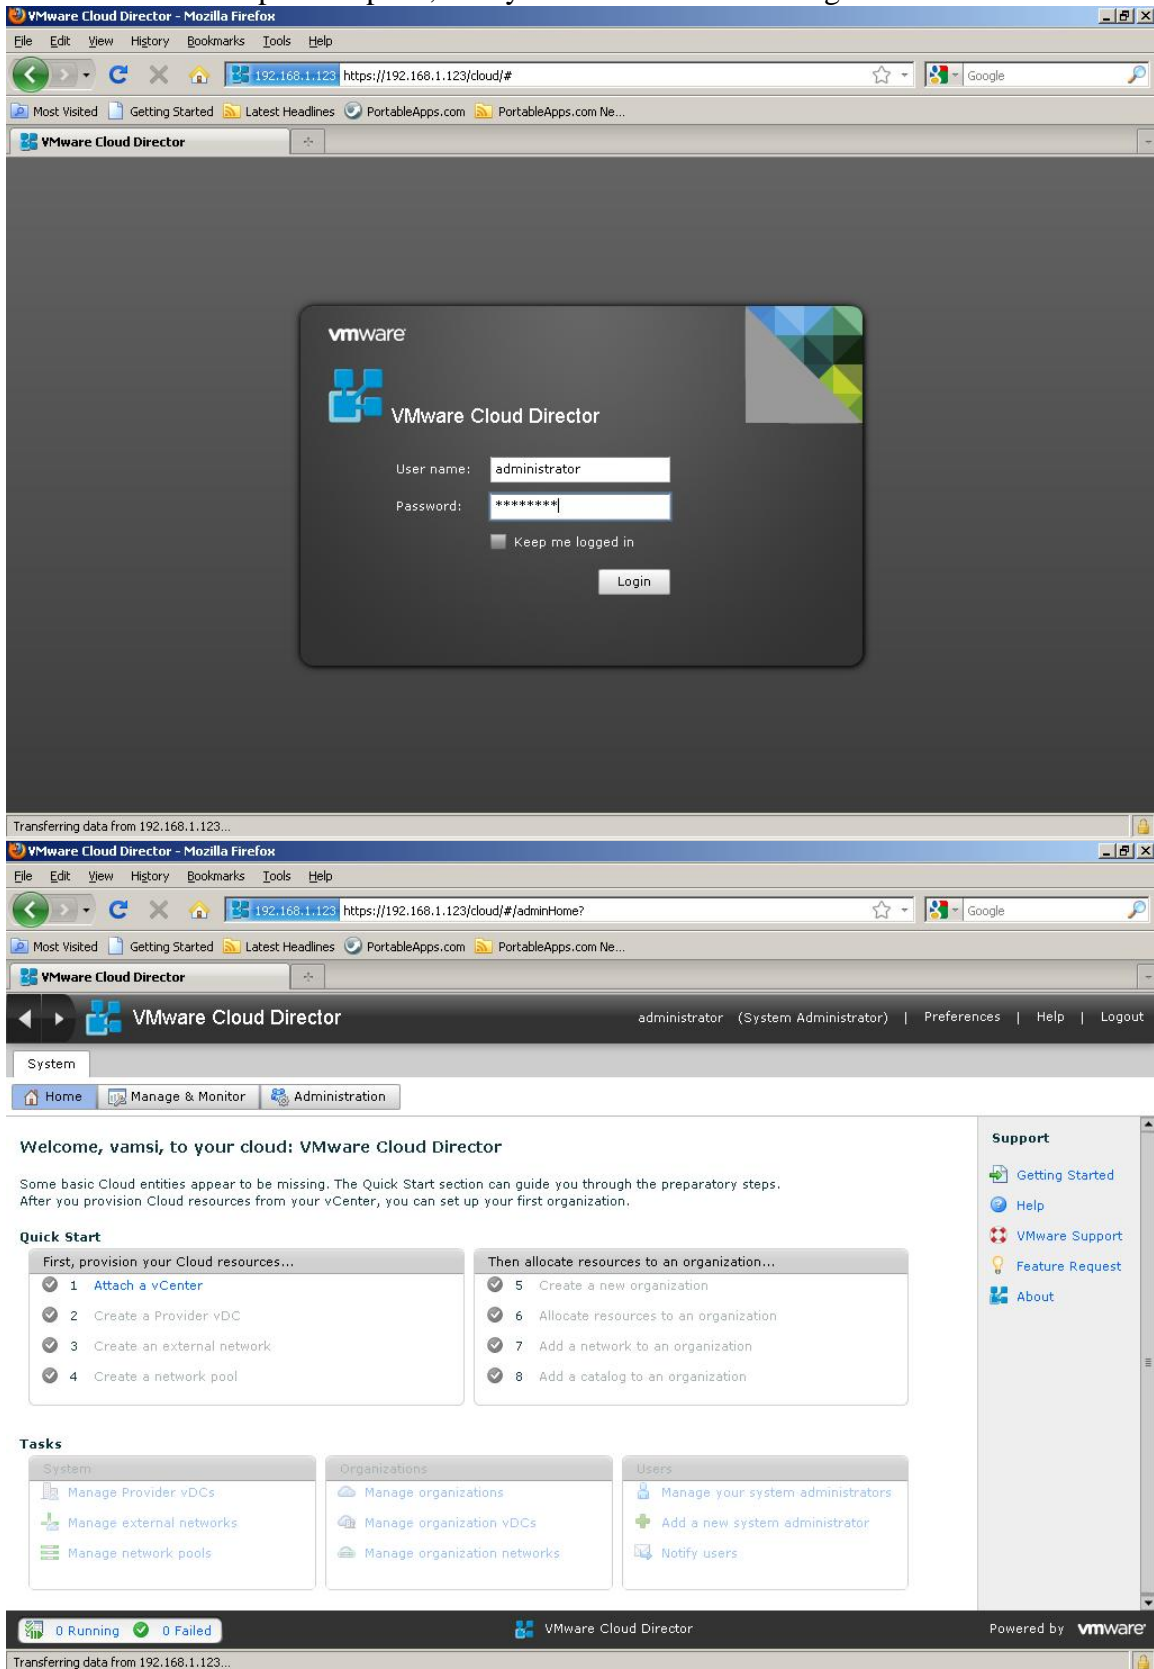 VMware Cloud Director - Mozilla Firefox
File Edit View History Bookmarks Tools Help
192.168.1.123 https://192.168.1.123/cloud/# Google
Most Visited Getting Started Latest Headlines PortableApps.com PortableApps.com Ne...
VMware Cloud Director
vmware
VMware Cloud Director
User name: administrator
Password: ********
Keep me logged in
Login
Transferring data from 192.168.1.123...
VMware Cloud Director - Mozilla Firefox
File Edit View History Bookmarks Tools Help
192.168.1.123 https://192.168.1.123/cloud/#/adminHome? Google
Most Visited Getting Started Latest Headlines PortableApps.com PortableApps.com Ne...
VMware Cloud Director
VMware Cloud Director administrator (System Administrator) | Preferences | Help | Logout
System
Home Manage & Monitor Administration
Welcome, vamsi, to your cloud: VMware Cloud Director
Some basic Cloud entities appear to be missing. The Quick Start section can guide you through the preparatory steps.
After you provision Cloud resources from your vCenter, you can set up your first organization.
Quick Start
First, provision your Cloud resources...
1 Attach a vCenter
2 Create a Provider vDC
3 Create an external network
4 Create a network pool
Then allocate resources to an organization...
5 Create a new organization
6 Allocate resources to an organization
7 Add a network to an organization
8 Add a catalog to an organization
Tasks
System
Manage Provider vDCs
Manage external networks
Manage network pools
Organizations
Manage organizations
Manage organization vDCs
Manage organization networks
Users
Manage your system administrators
Add a new system administrator
Notify users
Support
Getting Started
Help
VMware Support
Feature Request
About
0 Running 0 Failed VMware Cloud Director Powered by vmware
Transferring data from 192.168.1.123...